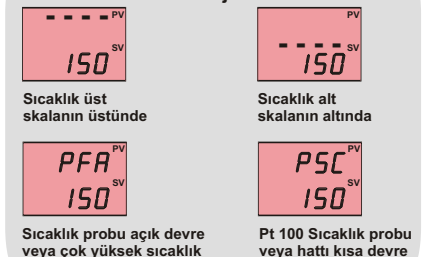 - - - - PV
SV
150
PV
- - - - SV
150
Sıcaklık üst
skalanın üstünde
Sıcaklık alt
skalanın altında
PFA PV
150 SV
PSC PV
150 SV
Sıcaklık probu açık devre
veya çok yüksek sıcaklık
Pt 100 Sıcaklık probu
veya hattı kısa devre